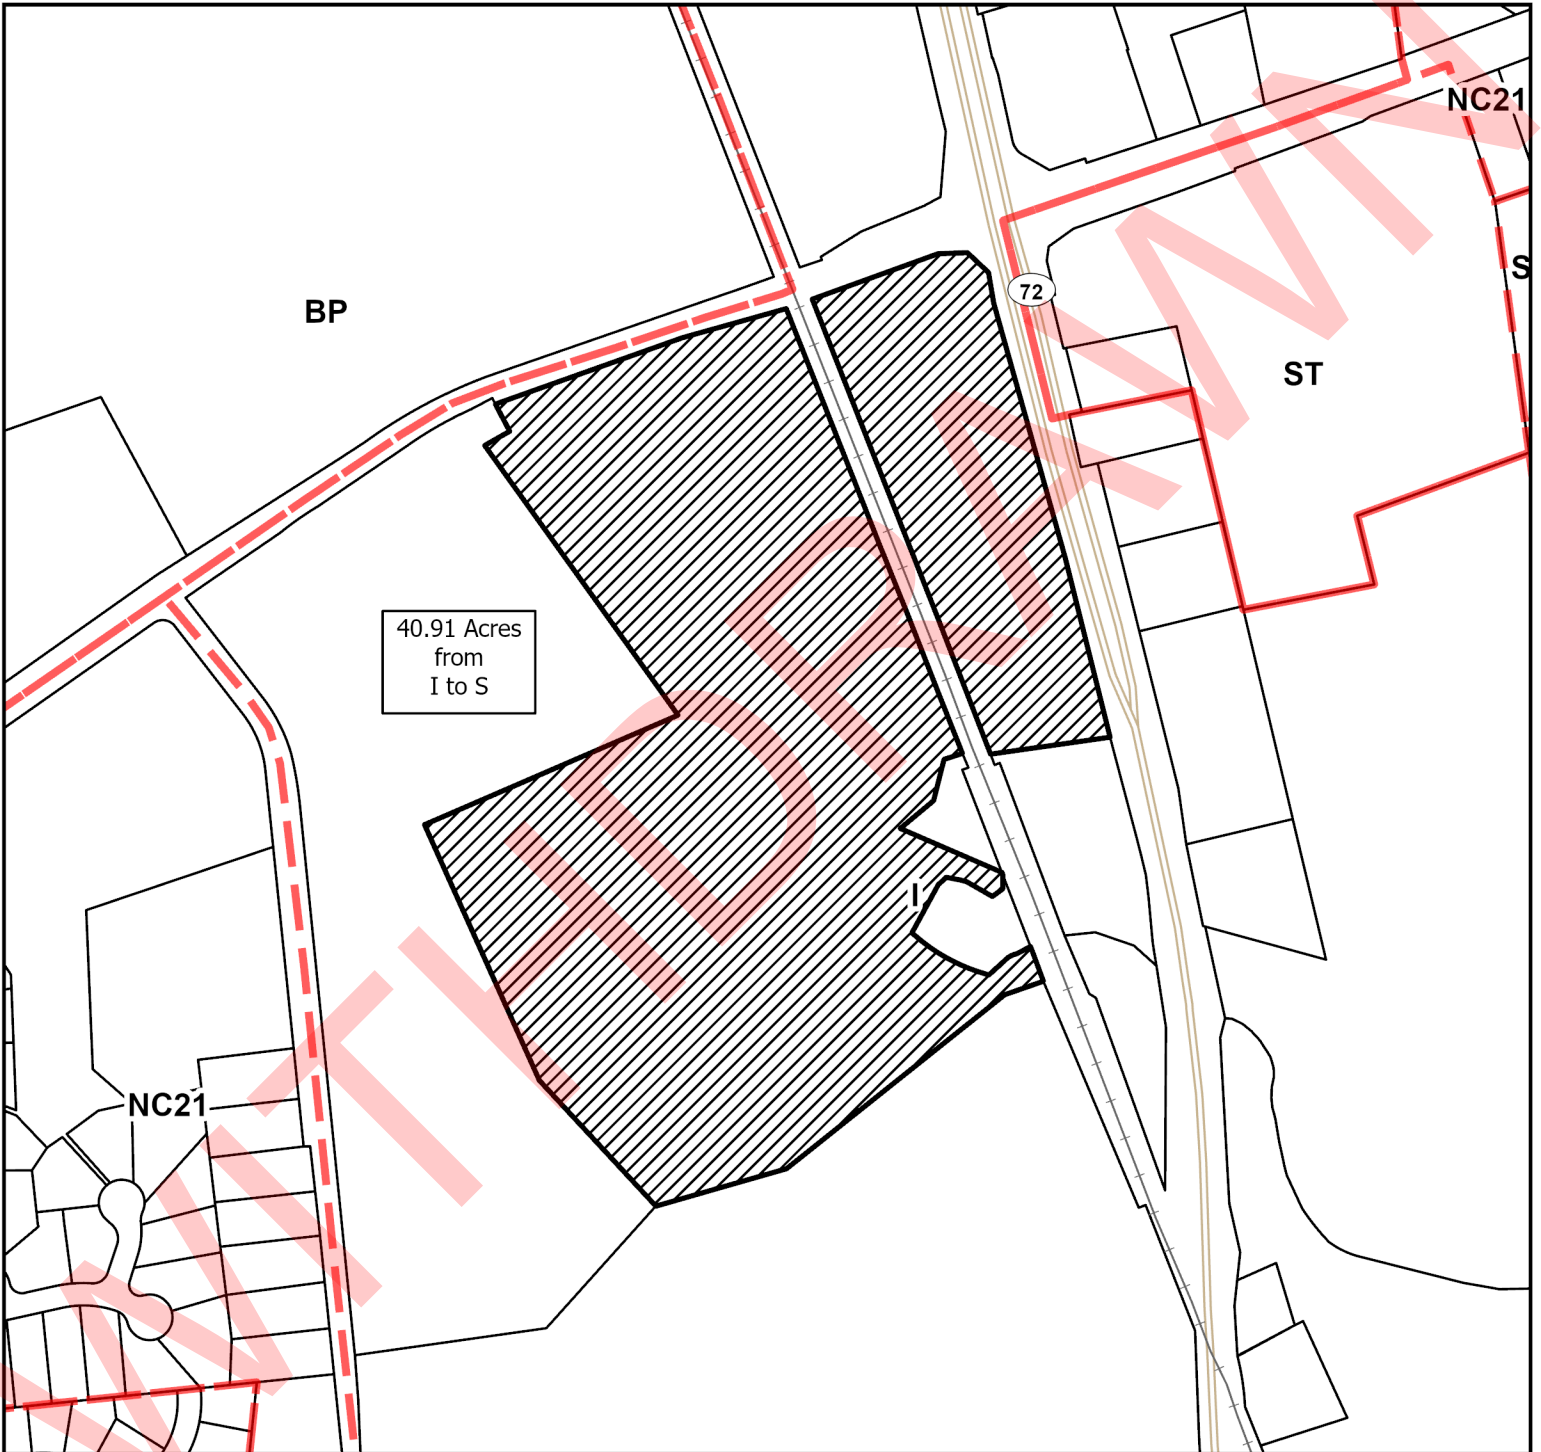 NC21
S
72
BP
ST
40.91 Acres
from
I to S
I
NC21
WITHDRAWN